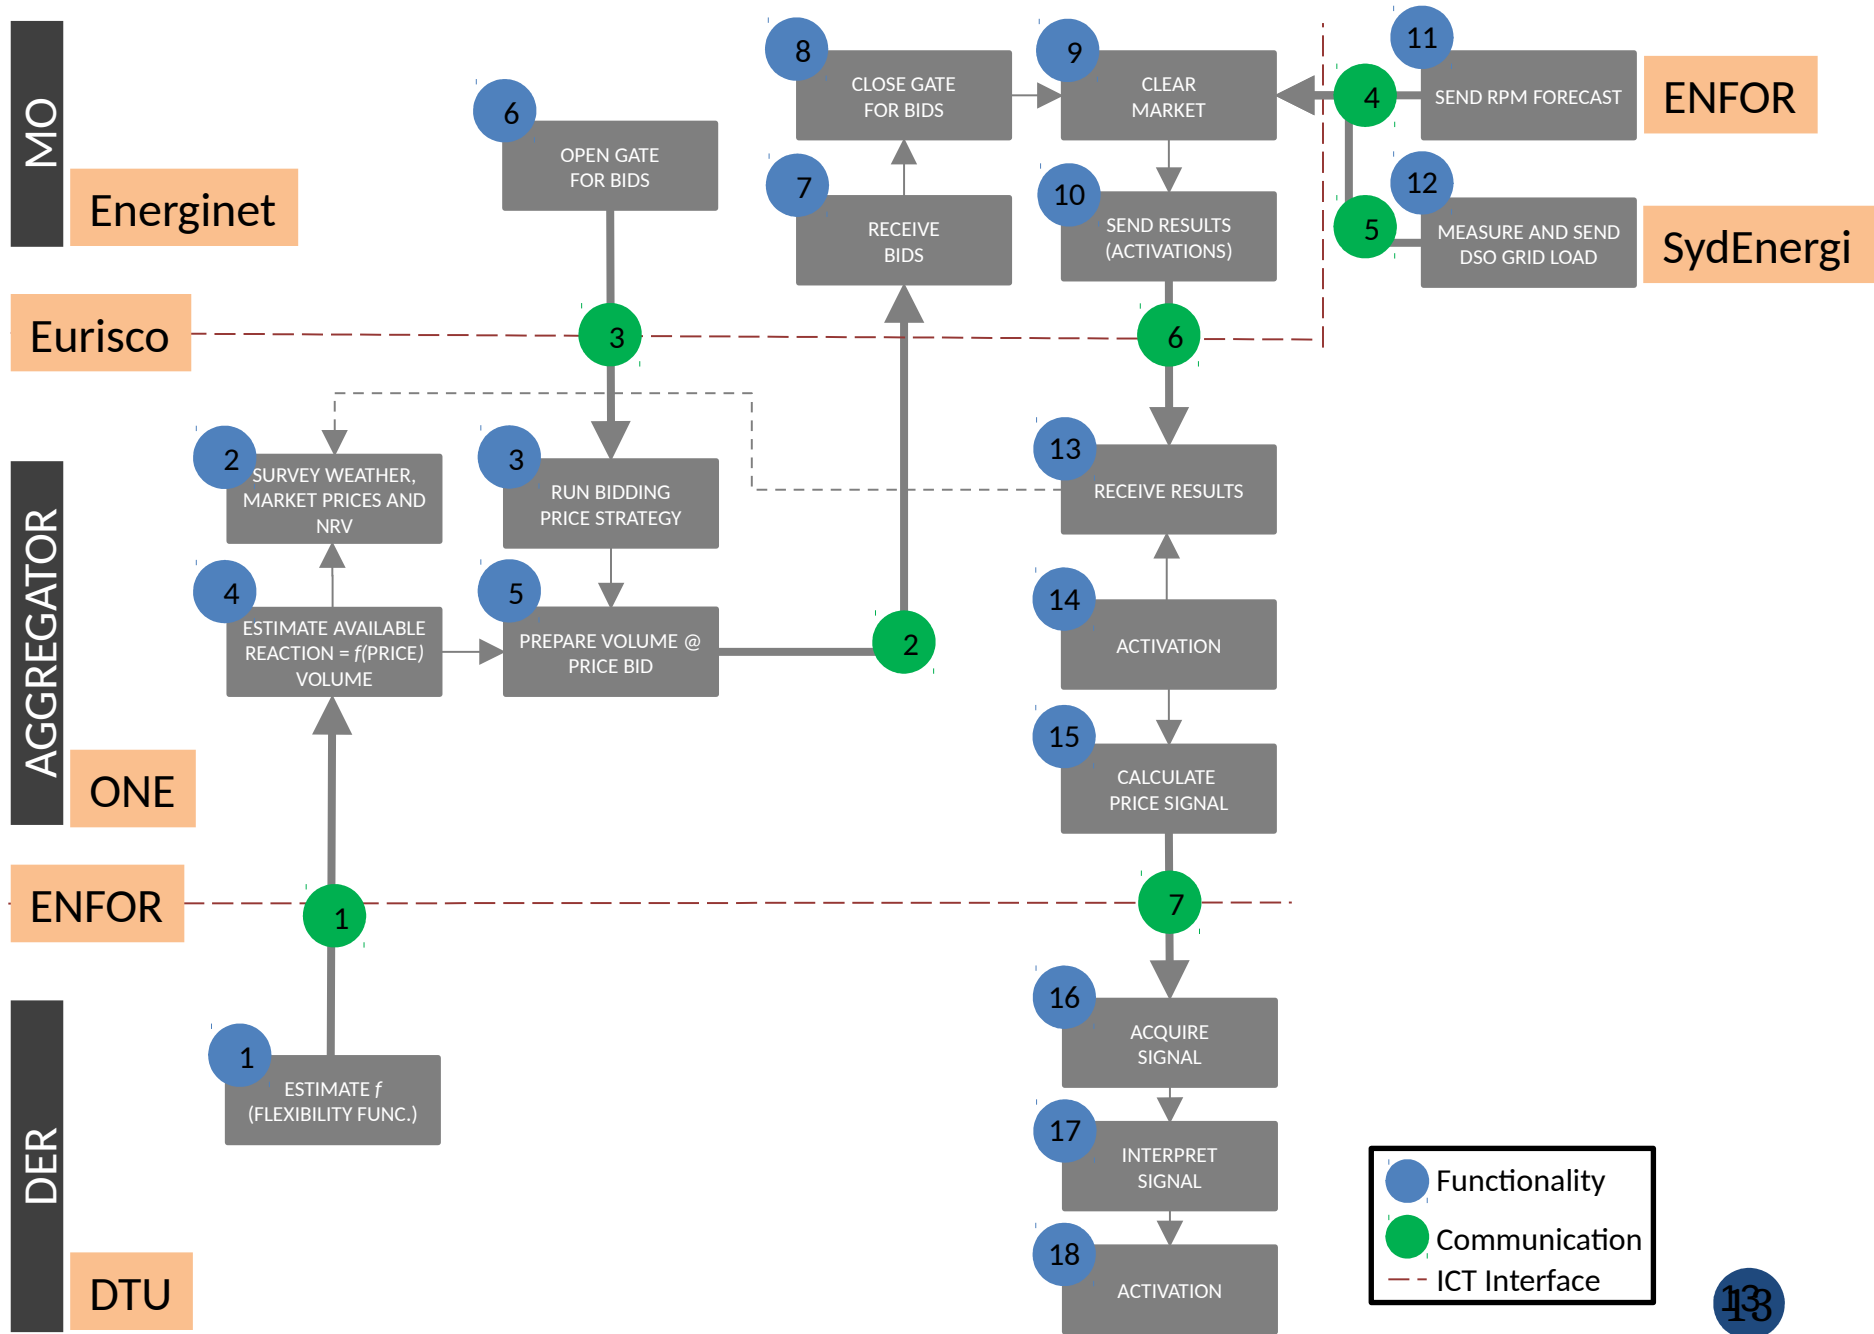 MO
Energinet
6
OPEN GATE
FOR BIDS
8
CLOSE GATE
FOR BIDS
7
RECEIVE
BIDS
9
CLEAR
MARKET
10
SEND RESULTS
(ACTIVATIONS)
4
11
SEND RPM FORECAST
ENFOR
5
12
MEASURE AND SEND
DSO GRID LOAD
SydEnergi
Eurisco
3
6
AGGREGATOR
ONE
2
SURVEY WEATHER,
MARKET PRICES AND
NRV
3
RUN BIDDING
PRICE STRATEGY
4
ESTIMATE AVAILABLE
REACTION = f(PRICE)
VOLUME
5
PREPARE VOLUME @
PRICE BID
2
13
RECEIVE RESULTS
14
ACTIVATION
15
CALCULATE
PRICE SIGNAL
ENFOR
1
7
DER
DTU
1
ESTIMATE f
(FLEXIBILITY FUNC.)
16
ACQUIRE
SIGNAL
17
INTERPRET
SIGNAL
18
ACTIVATION
Functionality
Communication
ICT Interface
13
13